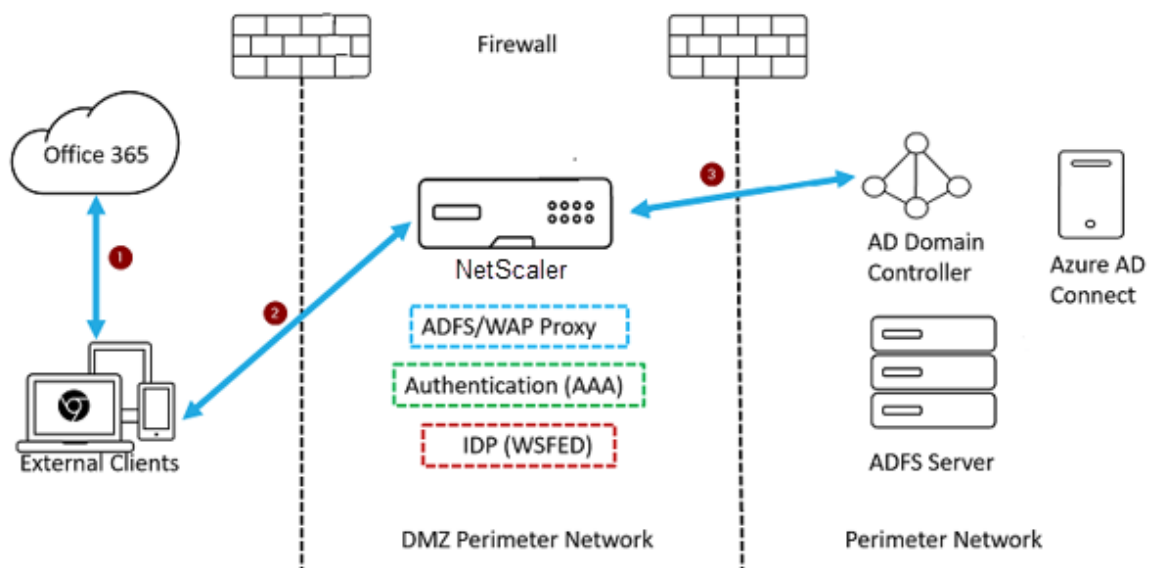 Firewall
Office 365
1
External Clients
2
NetScaler
ADFS/WAP Proxy
Authentication (AAA)
IDP (WSFED)
DMZ Perimeter Network
3
AD Domain
Controller
Azure AD
Connect
ADFS Server
Perimeter Network